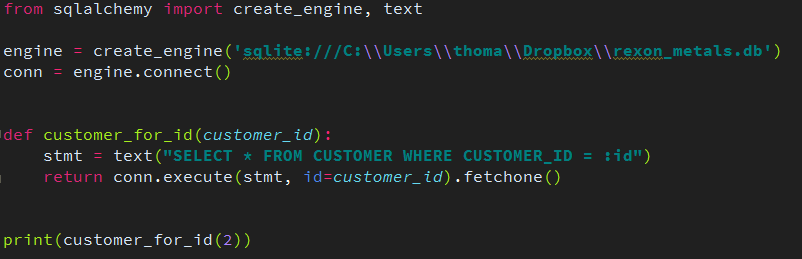 from sqlalchemy import create_engine, text
engine = create_engine('sqlite:///C:\\Users\\thoma\\Dropbox\\rexon_metals.db')
conn = engine.connect()
def customer_for_id(customer_id):
    stmt = text("SELECT * FROM CUSTOMER WHERE CUSTOMER_ID = :id")
    return conn.execute(stmt, id=customer_id).fetchone()
print(customer_for_id(2))